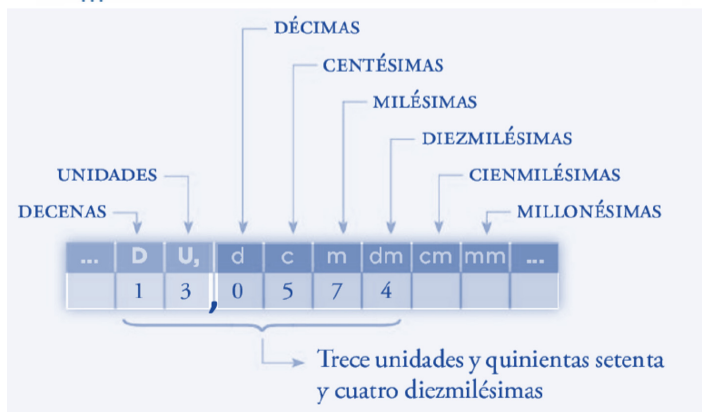 DÉCIMAS
CENTÉSIMAS
MILÉSIMAS
DIEZMILÉSIMAS
UNIDADES
CIENMILÉSIMAS
DECENAS
MILLONÉSIMAS
... D U, d c m dm cm mm ...
1 3 , 0 5 7 4
Trece unidades y quinientas setenta
y cuatro diezmilésimas